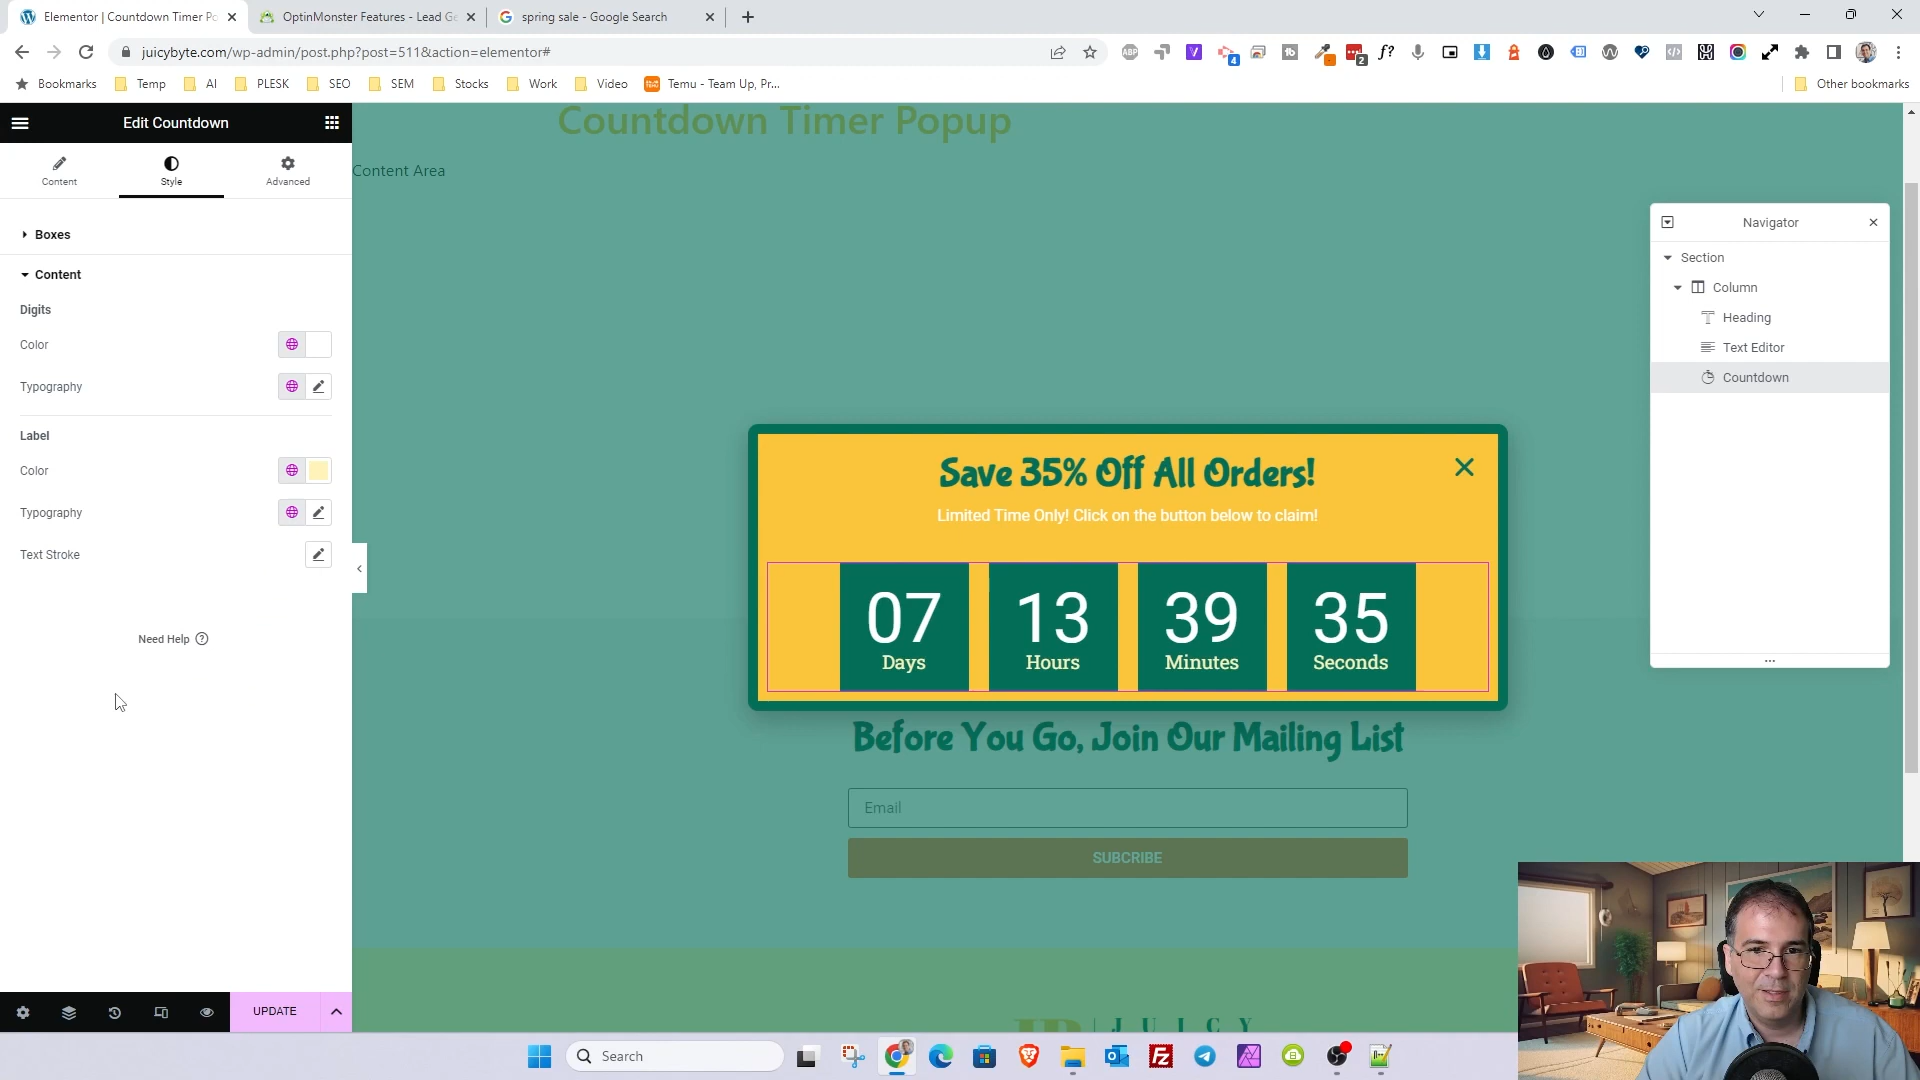 Elementor | Countdown Timer Po
OptinMonster Features - Lead Ge
spring sale - Google Search
juicybyte.com/wp-admin/post.php?post=511&action=elementor#
Bookmarks
Temp
AI
PLESK
SEO
SEM
Stocks
Work
Video
Temu - Team Up, Pr...
Other bookmarks
Edit Countdown
Content
Style
Advanced
Boxes
Content
Digits
Color
Typography
Label
Color
Typography
Text Stroke
Need Help
UPDATE
Countdown Timer Popup
Content Area
Save 35% Off All Orders!
Limited Time Only! Click on the button below to claim!
07 13 39 35
Days Hours Minutes Seconds
Before You Go, Join Our Mailing List
Email
SUBCRIBE
JUICY
Navigator
Section
Column
Heading
Text Editor
Countdown
Search